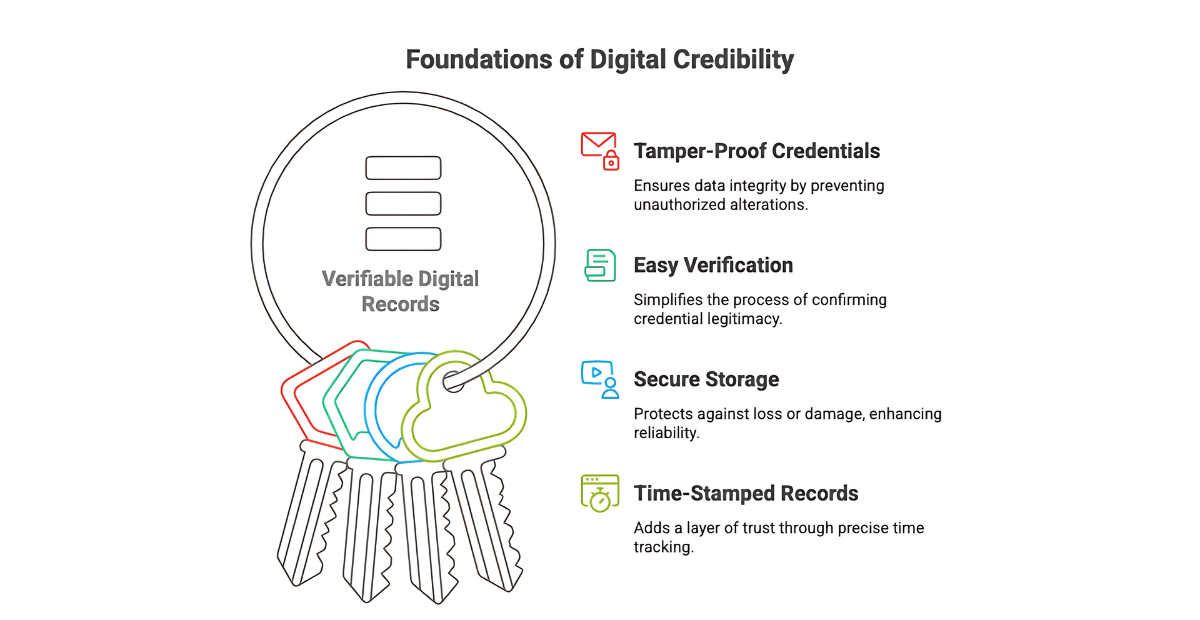 Foundations of Digital Credibility
Verifiable Digital
Records
Tamper-Proof Credentials
Ensures data integrity by preventing
unauthorized alterations.
Easy Verification
Simplifies the process of confirming
credential legitimacy.
Secure Storage
Protects against loss or damage, enhancing
reliability.
Time-Stamped Records
Adds a layer of trust through precise time
tracking.